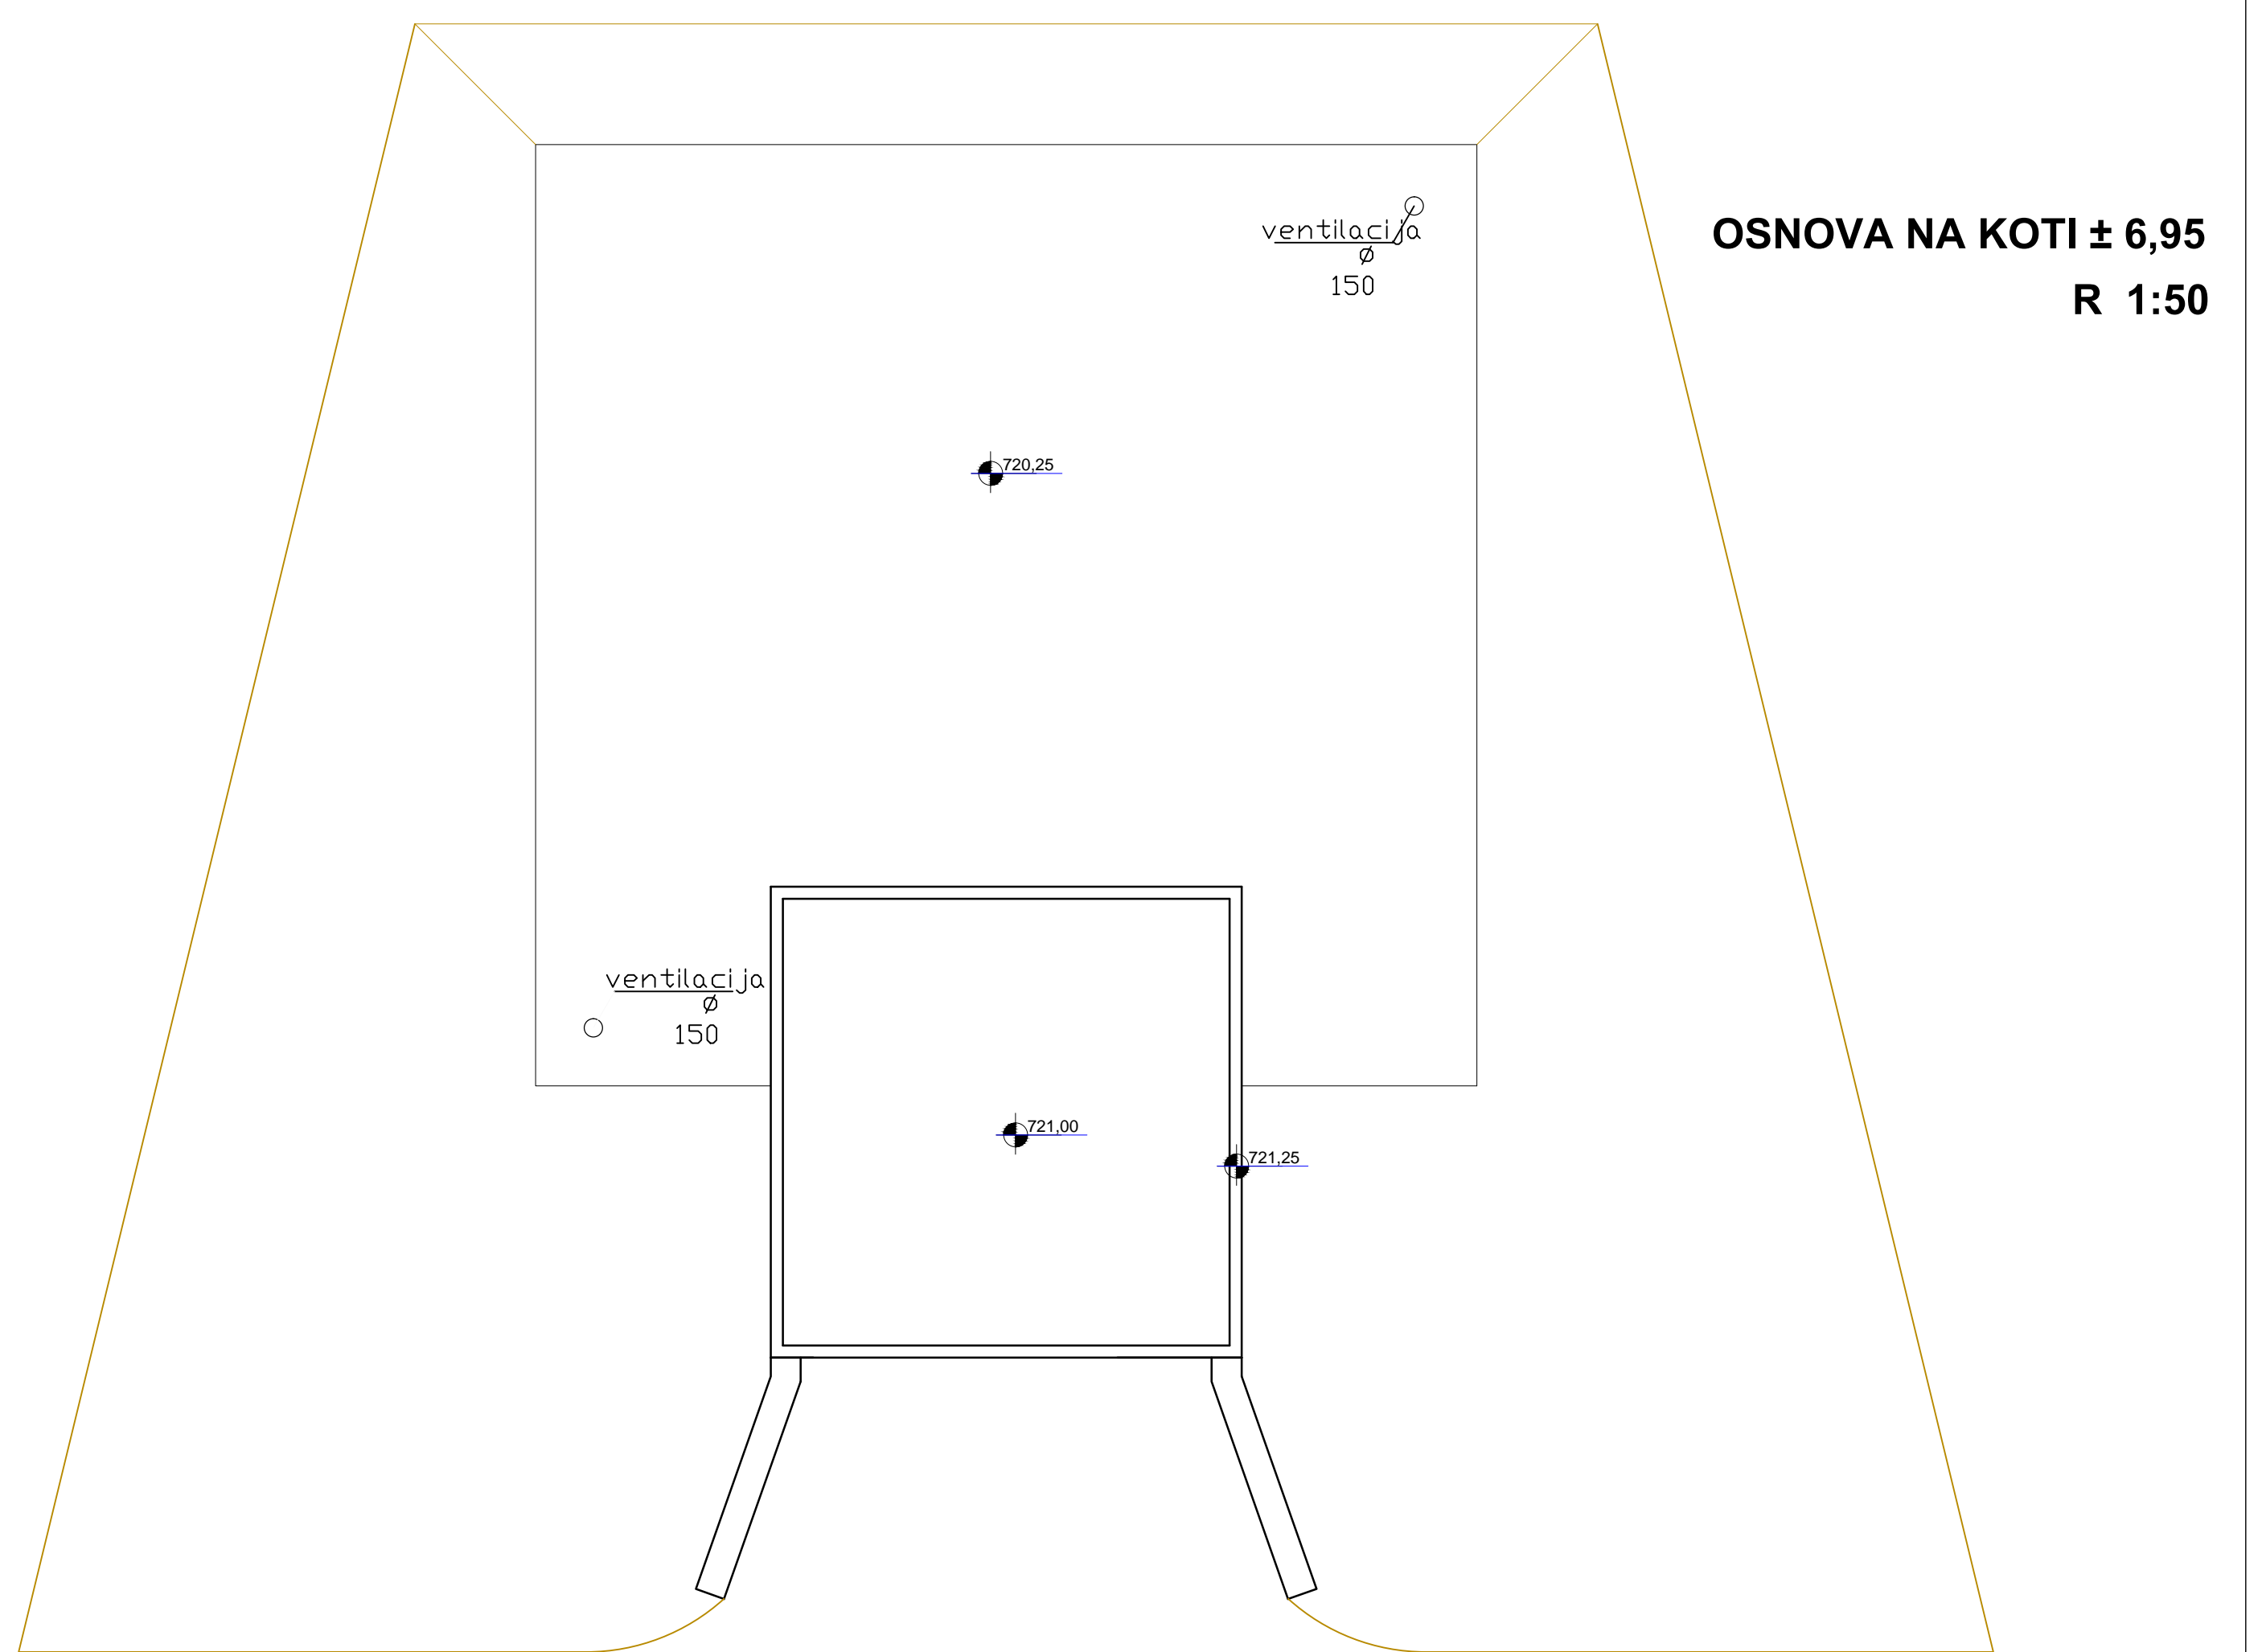 OSNOVA NA KOTI ± 6,95
R 1:50
ventilacija
ø
150
720,25
ventilacija
ø
150
721,00
721,25